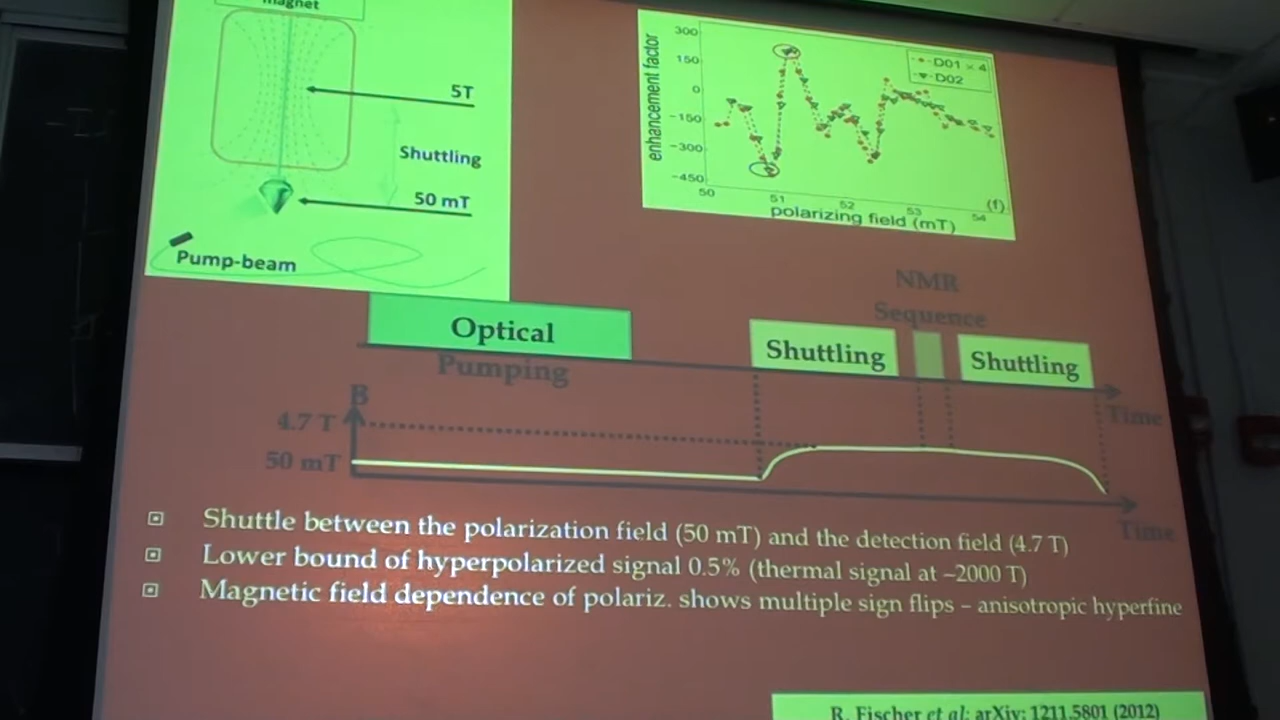 magnet
5T
Shuttling
50 mT
Pump-beam
300
150
0
-150
-300
-450
enhancement factor
D01 × 4
D02
50
51
52
53
54
polarizing field (mT)
(f)
NMR
Sequence
Optical
Pumping
Shuttling
Shuttling
Time
B
4.7 T
50 mT
Time
Shuttle between the polarization field (50 mT) and the detection field (4.7 T)
Lower bound of hyperpolarized signal 0.5% (thermal signal at ~2000 T)
Magnetic field dependence of polariz. shows multiple sign flips – anisotropic hyperfine
R. Fischer et al; arXiv: 1211.5801 (2012)